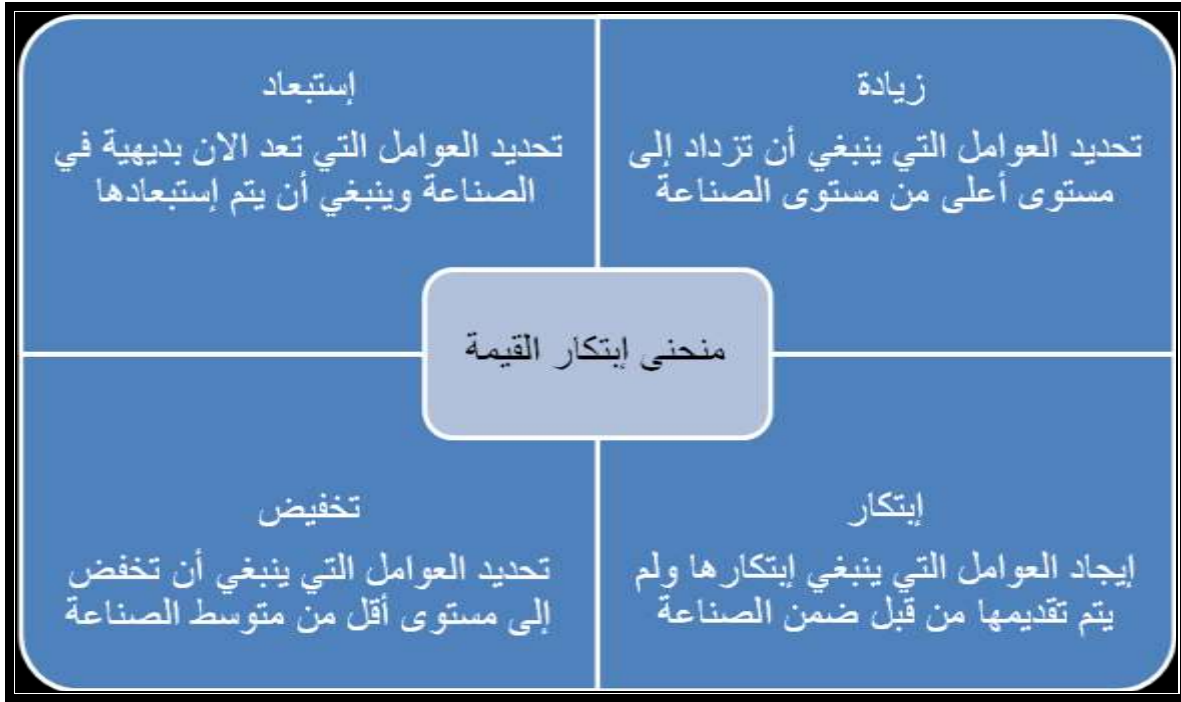 زيادة
تحديد العوامل التي ينبغي أن تزداد إلى
مستوى أعلى من مستوى الصناعة
إستبعاد
تحديد العوامل التي تعد الان بديهية في
الصناعة وينبغي أن يتم إستبعادها
منحنى إبتكار القيمة
إبتكار
إيجاد العوامل التي ينبغي إبتكارها ولم
يتم تقديمها من قبل ضمن الصناعة
تخفيض
تحديد العوامل التي ينبغي أن تخفض
إلى مستوى أقل من متوسط الصناعة